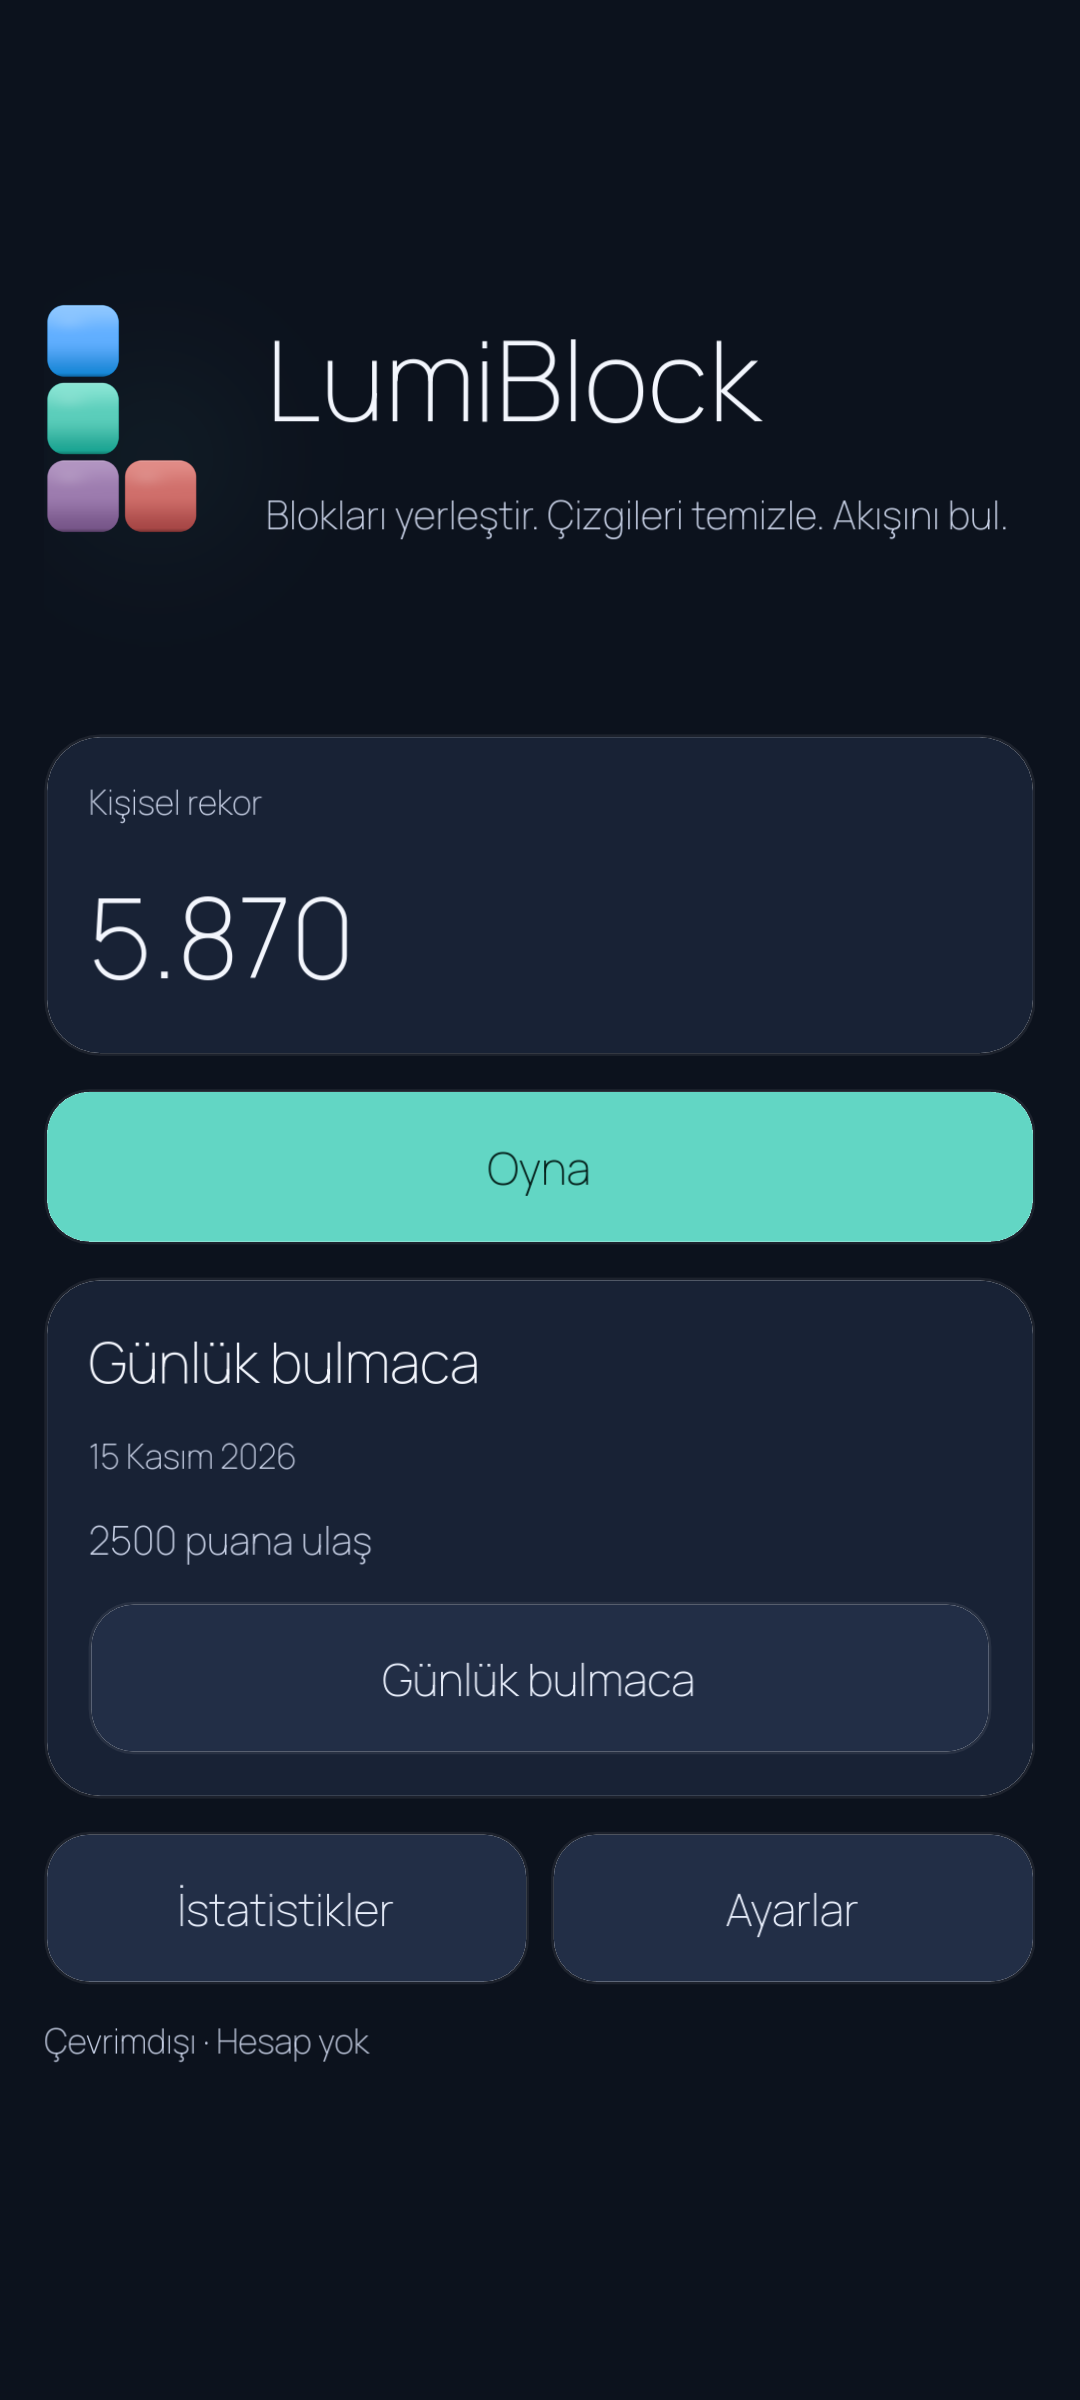 LumiBlock
Blokları yerleştir. Çizgileri temizle. Akışını bul.
Kişisel rekor
5.870
Oyna
Günlük bulmaca
15 Kasım 2026
2500 puana ulaş
Günlük bulmaca
İstatistikler
Ayarlar
Çevrimdışı · Hesap yok